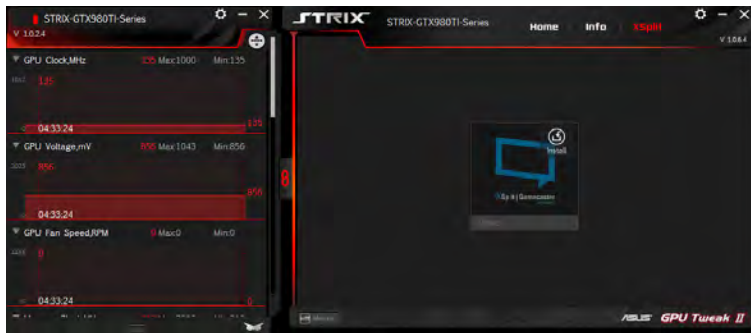 STRIX-GTX980TI-Series
V 1.0.2.4
GPU Clock,MHz 135 Max:1000 Min:135
135
04:33:24
135
GPU Voltage,mV 856 Max:1043 Min:856
856
856
04:33:24
GPU Fan Speed,RPM 0 Max:0 Min:0
0
04:33:24
0
STRIX STRIX-GTX980TI-Series Home Info XSplit
V 1.0.6.4
Install
XSplit | Gamecaster
ASUS GPU Tweak II